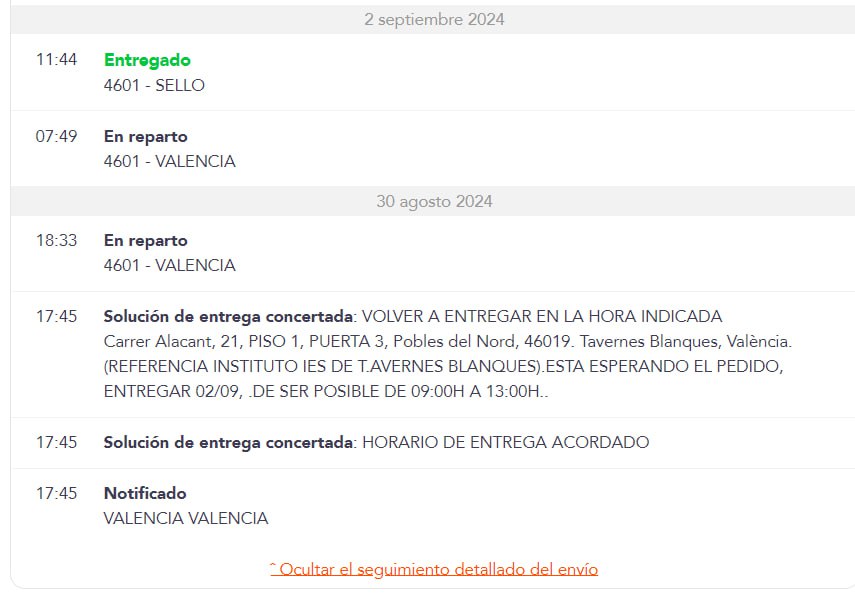 2 septiembre 2024
11:44 Entregado
4601 - SELLO
07:49 En reparto
4601 - VALENCIA
30 agosto 2024
18:33 En reparto
4601 - VALENCIA
17:45 Solución de entrega concertada: VOLVER A ENTREGAR EN LA HORA INDICADA
Carrer Alacant, 21, PISO 1, PUERTA 3, Pobles del Nord, 46019. Tavernes Blanques, València.
(REFERENCIA INSTITUTO IES DE T.AVERNES BLANQUES).ESTA ESPERANDO EL PEDIDO,
ENTREGAR 02/09, .DE SER POSIBLE DE 09:00H A 13:00H..
17:45 Solución de entrega concertada: HORARIO DE ENTREGA ACORDADO
17:45 Notificado
VALENCIA VALENCIA
ˆ Ocultar el seguimiento detallado del envío